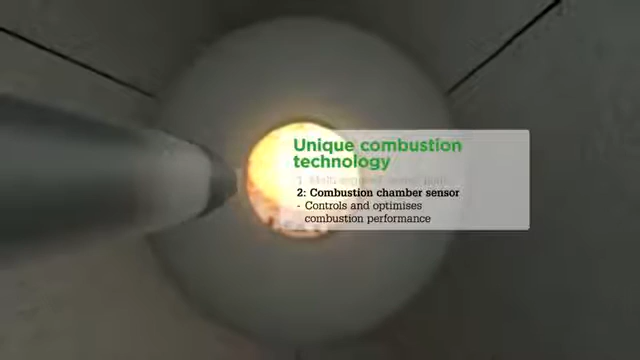 Unique combustion
technology
2: Combustion chamber sensor
- Controls and optimises
combustion performance